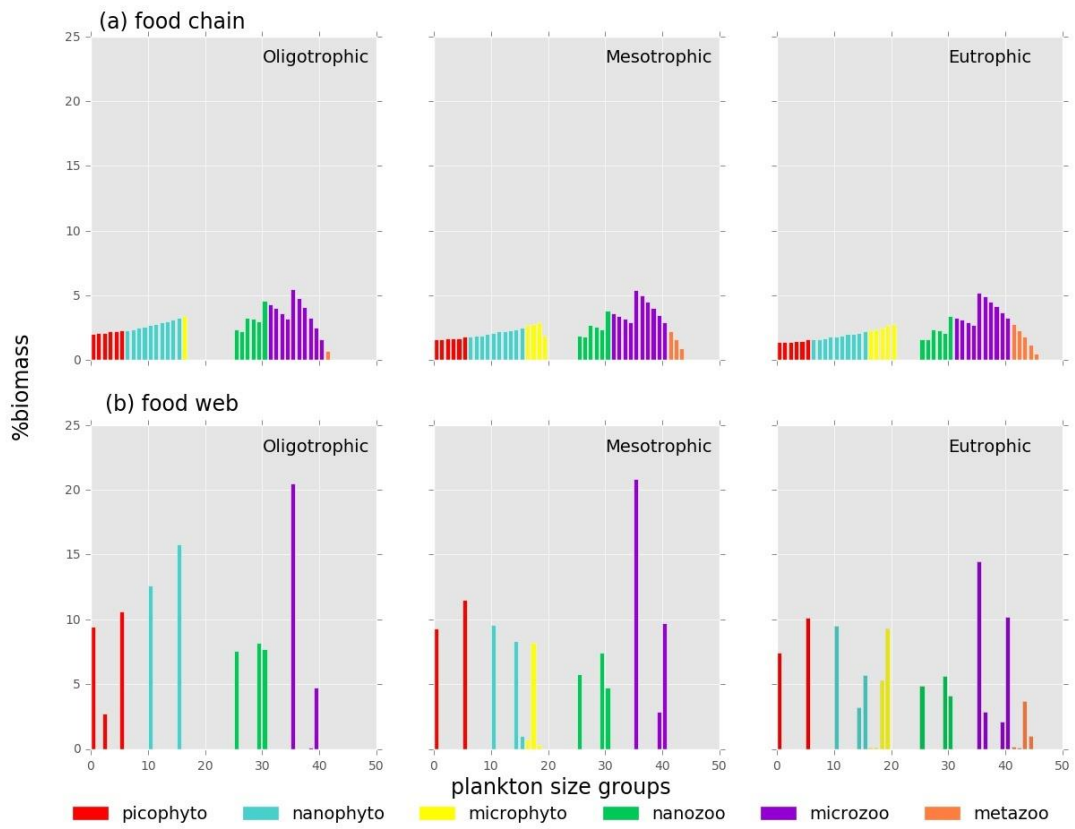 (a) food chain
25
20
15
10
5
0
Oligotrophic
Mesotrophic
Eutrophic
%biomass
(b) food web
25
20
15
10
5
0
Oligotrophic
Mesotrophic
Eutrophic
0 10 20 30 40 50
0 10 20 30 40 50
0 10 20 30 40 50
plankton size groups
picophyto nanophyto microphyto nanozoo microzoo metazoo